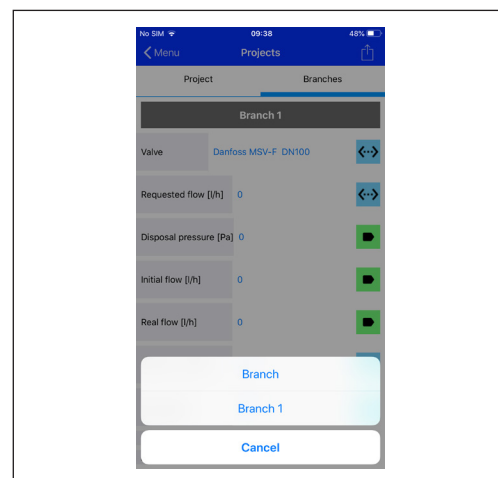 No SIM 09:38 48%
Menu Projects
Project Branches
Branch 1
Valve Danfoss MSV-F DN100
Requested flow [l/h] 0
Disposal pressure [Pa] 0
Initial flow [l/h] 0
Real flow [l/h] 0
Branch
Branch 1
Cancel